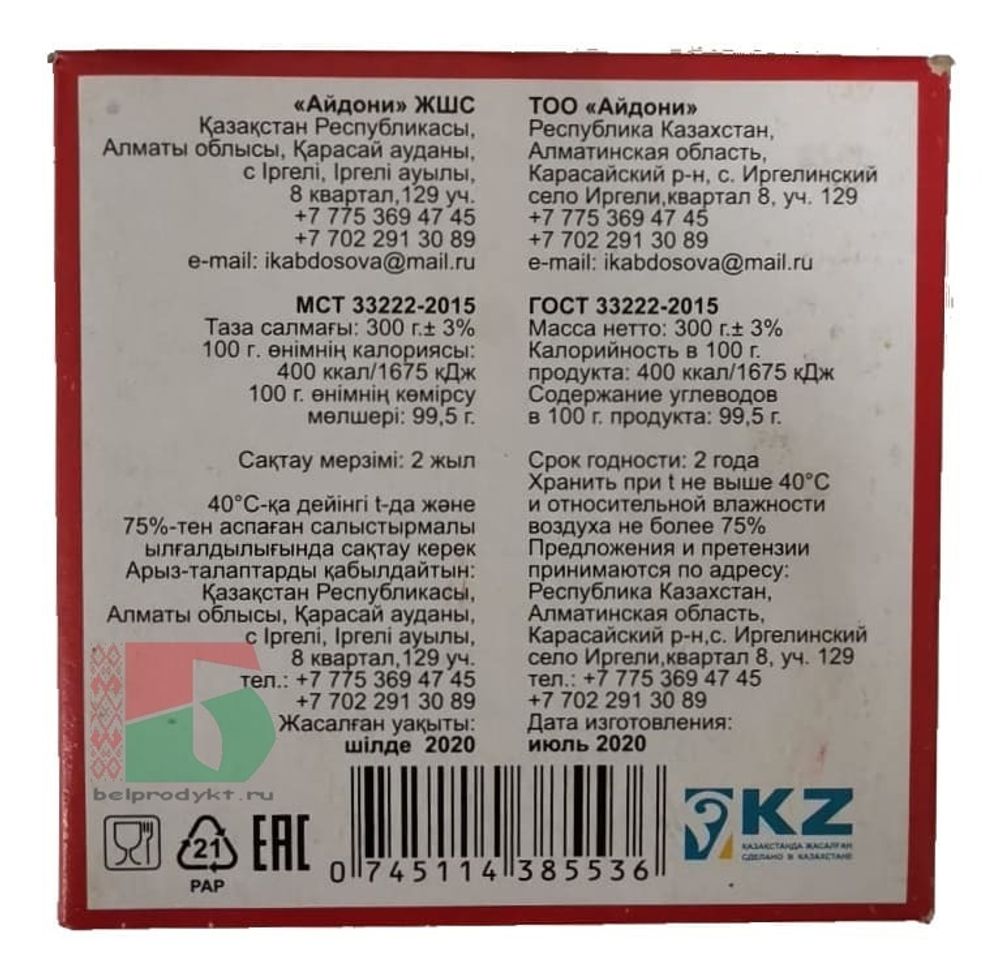 «Айдони» ЖШС
Қазақстан Республикасы,
Алматы облысы, Қарасай ауданы,
с Іргелі, Іргелі ауылы,
8 квартал,129 уч.
+7 775 369 47 45
+7 702 291 30 89
e-mail: ikabdosova@mail.ru
МСТ 33222-2015
Таза салмағы: 300 г.± 3%
100 г. өнімнің калориясы:
400 ккал/1675 кДж
100 г. өнімнің көмірсу
мөлшері: 99,5 г.
Сақтау мерзімі: 2 жыл
40°С-қа дейінгі t-да және
75%-тен аспаған салыстырмалы
ылғалдылығында сақтау керек
Арыз-талаптарды қабылдайтын:
Қазақстан Республикасы,
Алматы облысы, Қарасай ауданы,
с Іргелі, Іргелі ауылы,
8 квартал,129 уч.
тел.: +7 775 369 47 45
+7 702 291 30 89
Жасалған уақыты:
шілде 2020
ТОО «Айдони»
Республика Казахстан,
Алматинская область,
Карасайский р-н, с. Иргелинский
село Иргели,квартал 8, уч. 129
+7 775 369 47 45
+7 702 291 30 89
e-mail: ikabdosova@mail.ru
ГОСТ 33222-2015
Масса нетто: 300 г.± 3%
Калорийность в 100 г.
продукта: 400 ккал/1675 кДж
Содержание углеводов
в 100 г. продукта: 99,5 г.
Срок годности: 2 года
Хранить при t не выше 40°С
и относительной влажности
воздуха не более 75%
Предложения и претензии
принимаются по адресу:
Республика Казахстан,
Алматинская область,
Карасайский р-н,с. Иргелинский
село Иргели,квартал 8, уч. 129
тел.: +7 775 369 47 45
+7 702 291 30 89
Дата изготовления:
июль 2020
belprodykt.ru
21
PAP
EAC
0 745114 385536
KZ
ҚАЗАҚСТАНДА ЖАСАЛҒАН
СДЕЛАНО В КАЗАХСТАНЕ